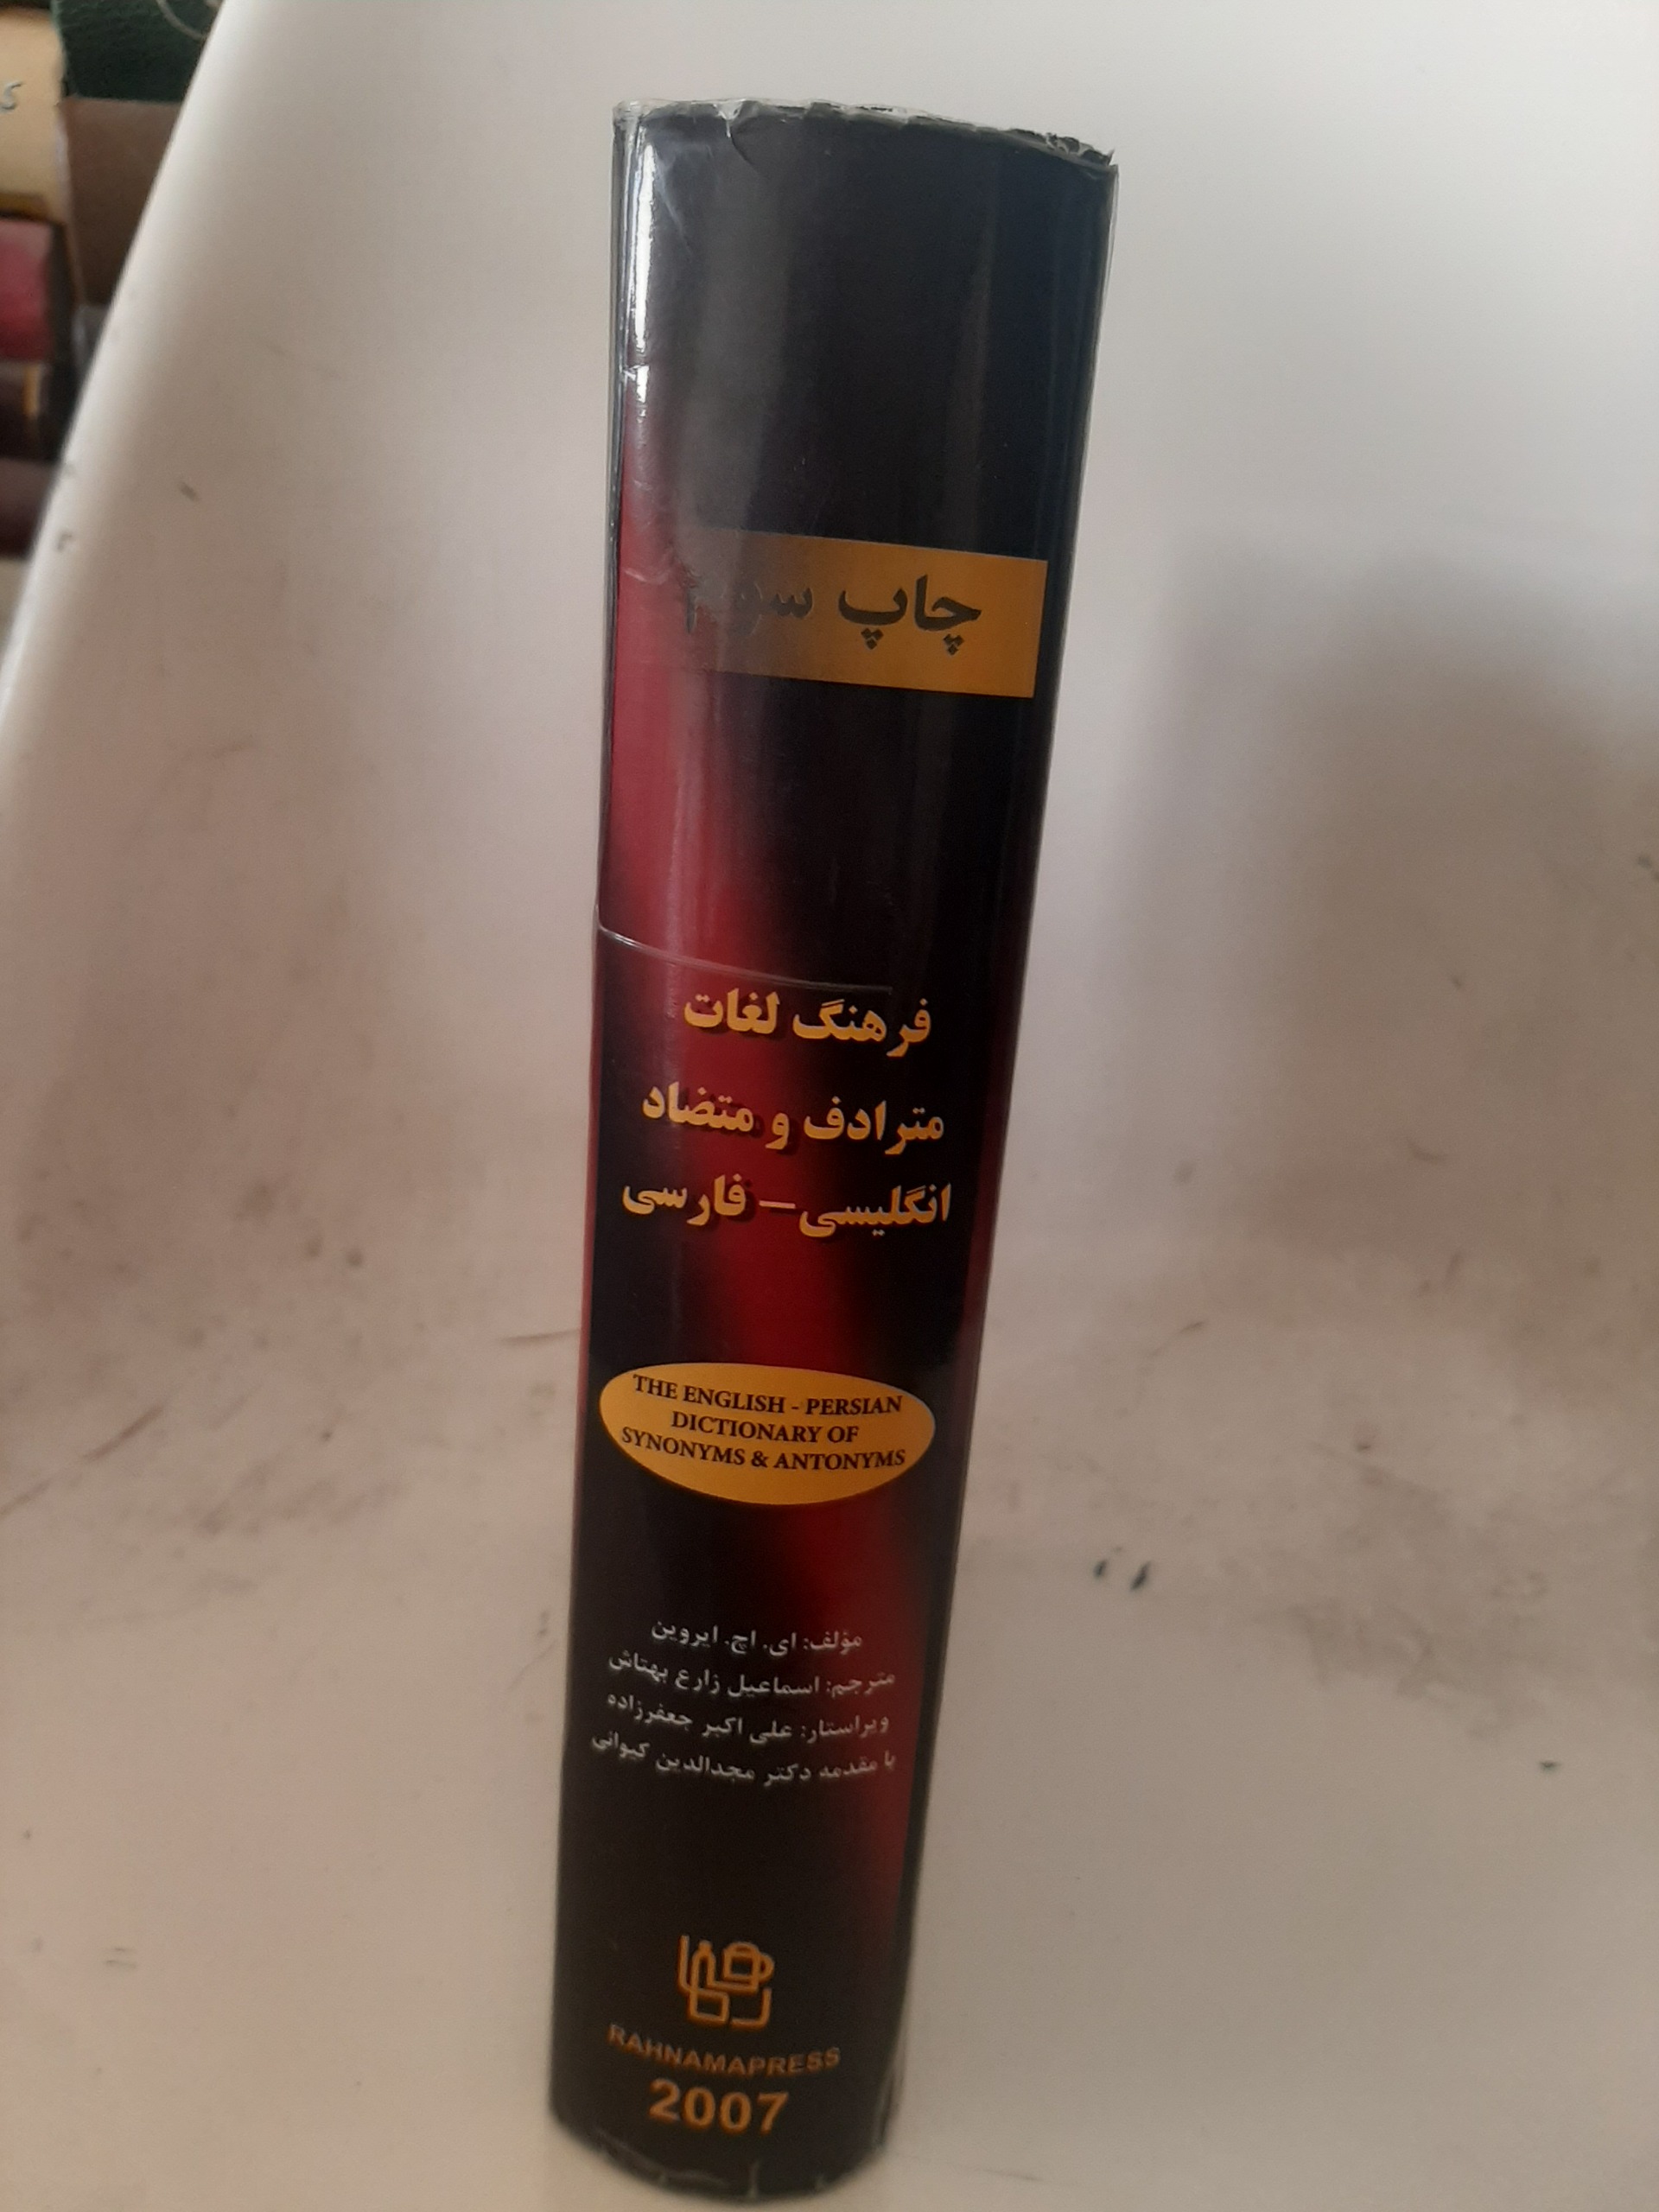 چاپ سوم
فرهنگ لغات
مترادف و متضاد
انگلیسی – فارسی
THE ENGLISH - PERSIAN
DICTIONARY OF
SYNONYMS & ANTONYMS
مؤلف: ای. اچ. ایروین
مترجم: اسماعیل زارع بهتاش
ویراستار: علی اکبر جعفرزاده
با مقدمه دکتر مجدالدین کیوانی
رهنما
RAHNAMAPRESS
2007